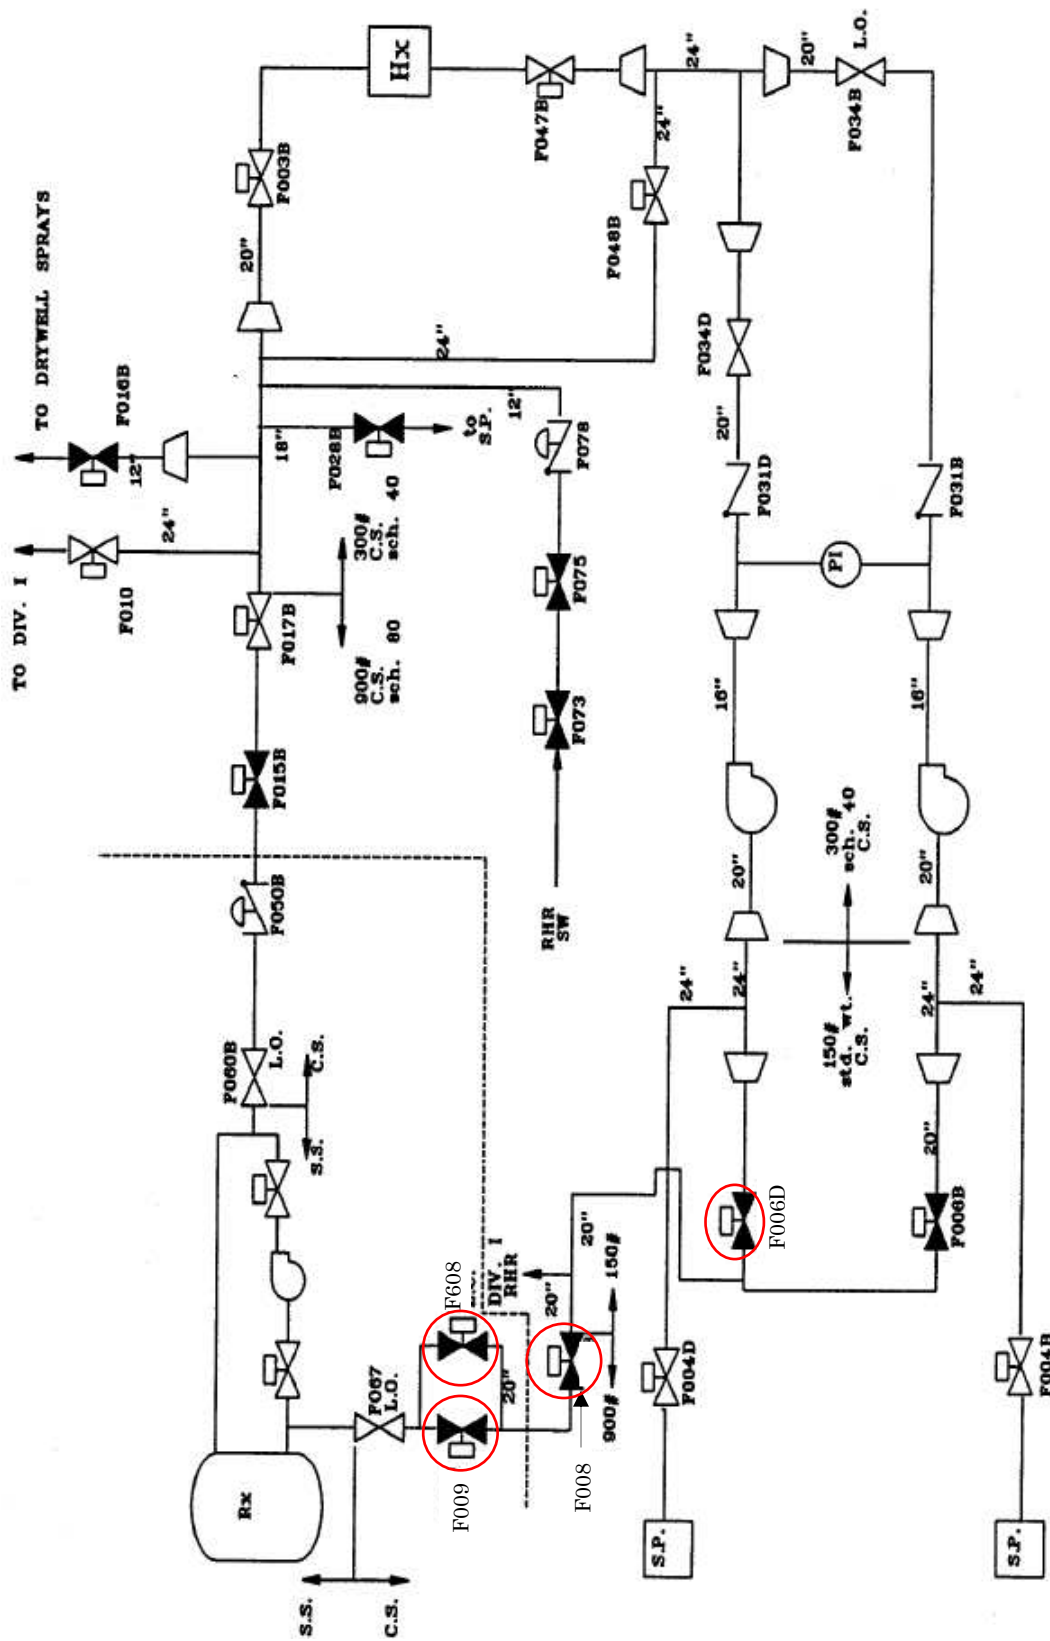 TO DIV. I
TO DRYWELL SPRAYS
F010
F016B
24"
12"
18"
20"
F003B
Hx
F047B
24"
20"
L.O.
F034B
24"
F048B
24"
12"
F028B
to
S.P.
F017B
300#
C.S.
sch. 40
900#
C.S.
sch. 80
F078
F075
F073
RHR
SW
F034D
20"
F031D
F031B
PI
16"
16"
F015B
F050B
F060B
L.O.
S.S.
C.S.
20"
20"
300#
sch. 40
C.S.
150#
std. wt.
C.S.
24"
24"
24"
24"
20"
F006D
F006B
Rx
F067
L.O.
F608
F009
20"
DIV. I
RHR
20"
20"
150#
900#
F008
F004D
F004B
S.P.
S.P.
S.S.
C.S.